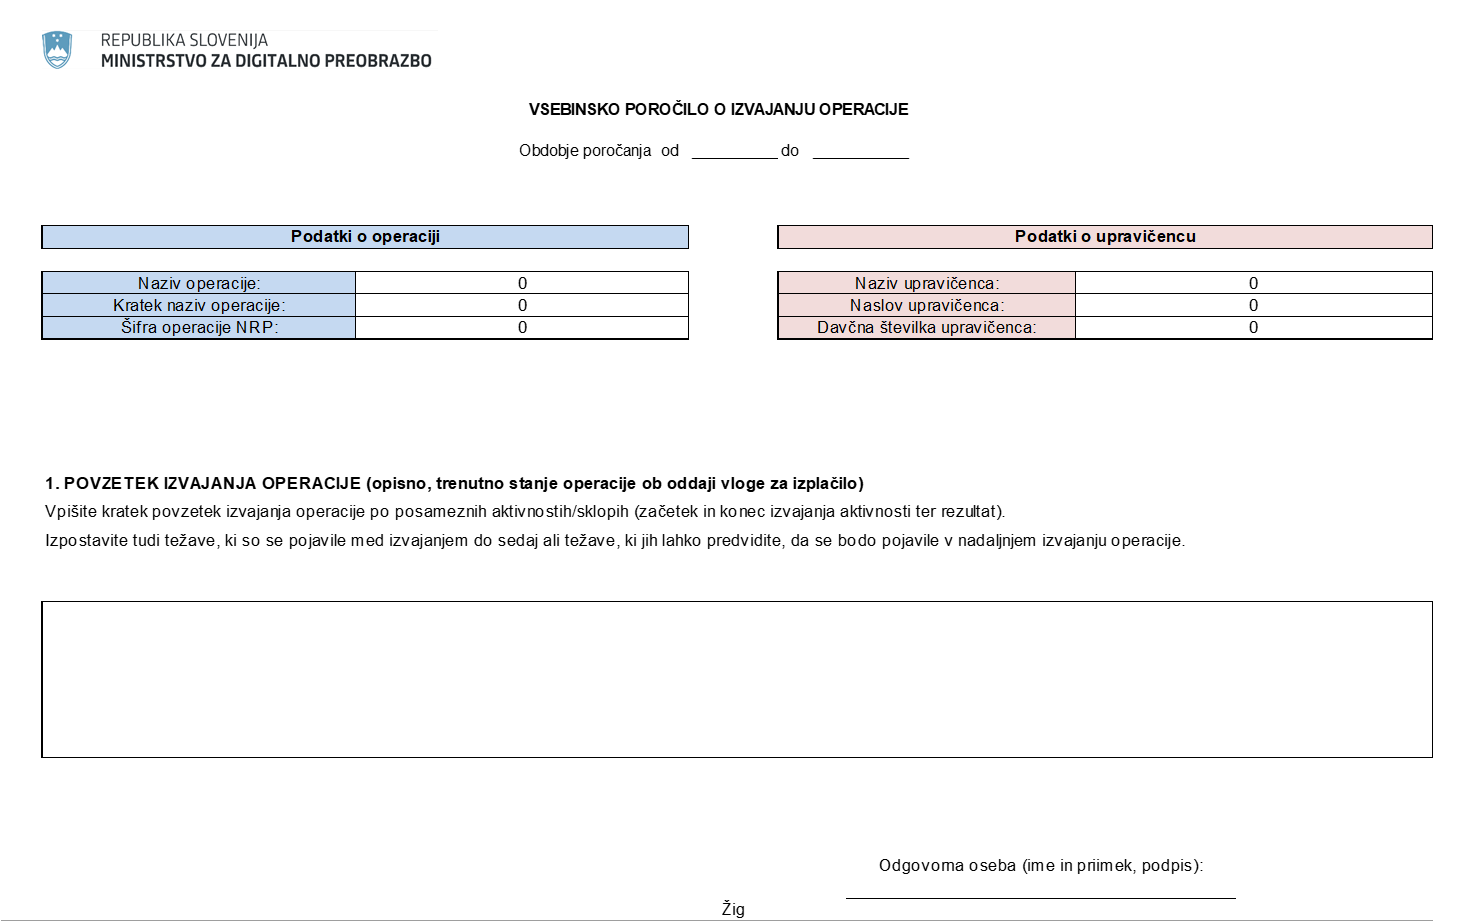 REPUBLIKA SLOVENIJA
MINISTRSTVO ZA DIGITALNO PREOBRAZBO
VSEBINSKO POROČILO O IZVAJANJU OPERACIJE
Obdobje poročanja od __________ do ___________
Podatki o operaciji
Naziv operacije: 0
Kratek naziv operacije: 0
Šifra operacije NRP: 0
Podatki o upravičencu
Naziv upravičenca: 0
Naslov upravičenca: 0
Davčna številka upravičenca: 0
1. POVZETEK IZVAJANJA OPERACIJE (opisno, trenutno stanje operacije ob oddaji vloge za izplačilo)
Vpišite kratek povzetek izvajanja operacije po posameznih aktivnostih/sklopih (začetek in konec izvajanja aktivnosti ter rezultat).
Izpostavite tudi težave, ki so se pojavile med izvajanjem do sedaj ali težave, ki jih lahko predvidite, da se bodo pojavile v nadaljnjem izvajanju operacije.
Odgovorna oseba (ime in priimek, podpis):
Žig